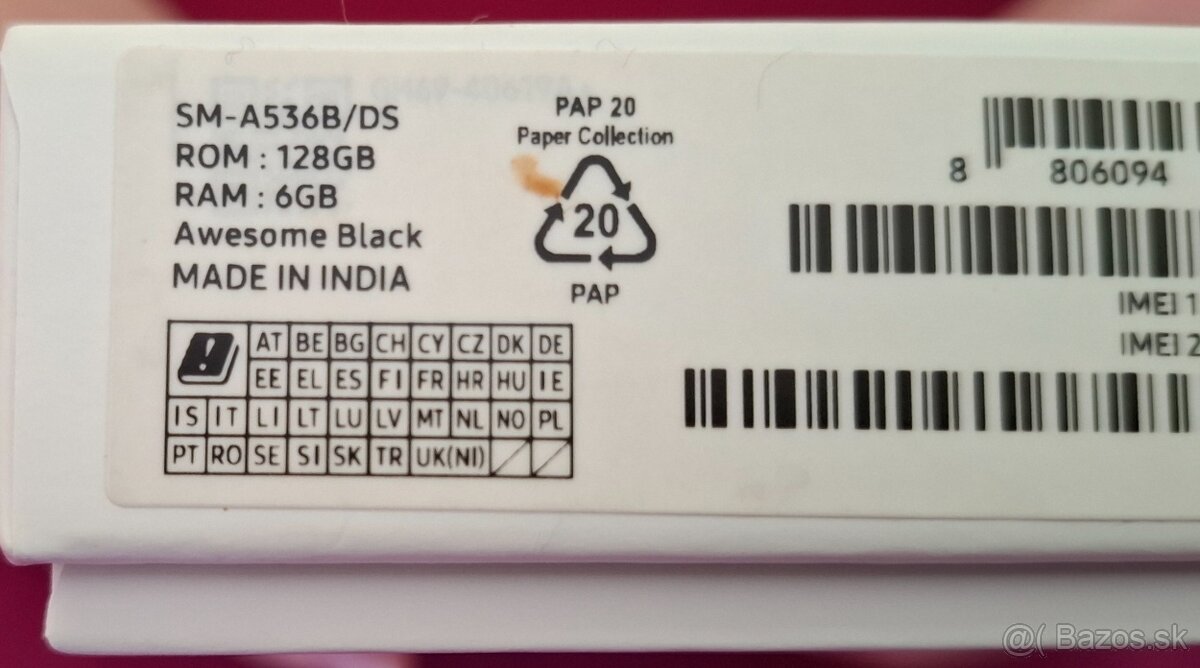 SM-A536B/DS
ROM : 128GB
RAM : 6GB
Awesome Black
MADE IN INDIA
PAP 20
Paper Collection
20
PAP
8 806094
IMEI 1
IMEI 2
AT BE BG CH CY CZ DK DE
EE EL ES FI FR HR HU IE
IS IT LI LT LU LV MT NL NO PL
PT RO SE SI SK TR UK(NI)
@( Bazos.sk